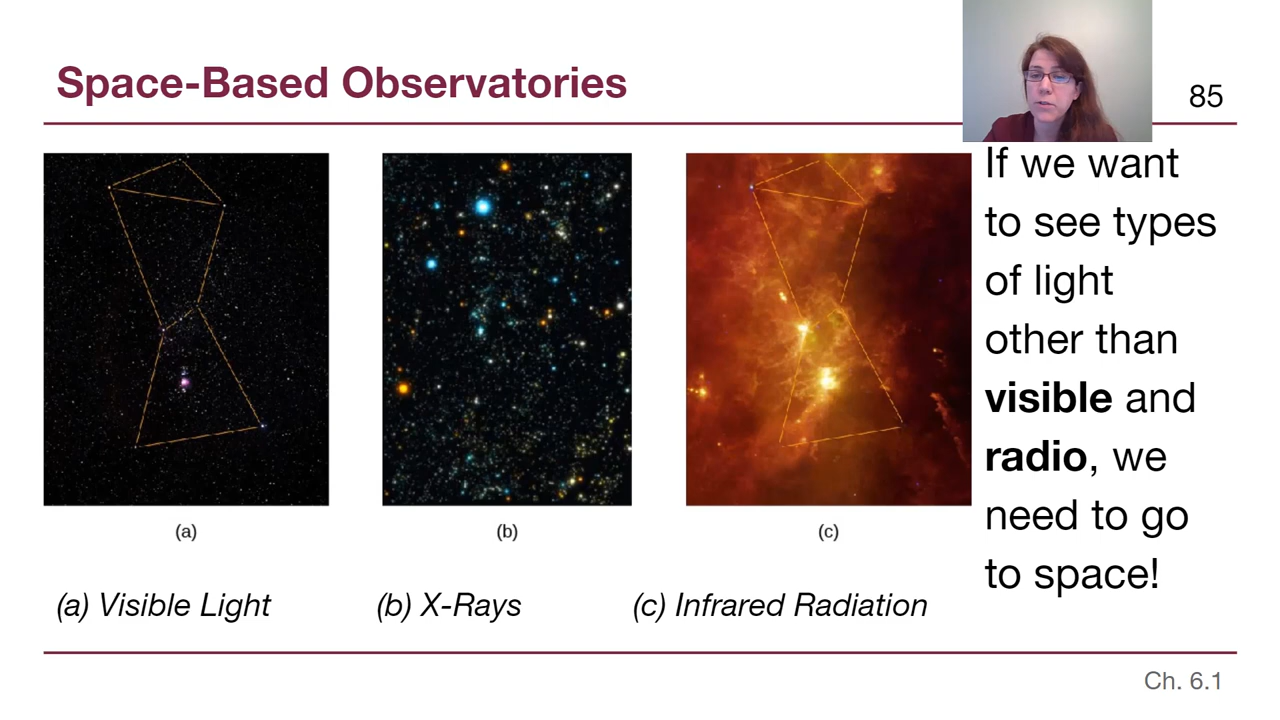 Space-Based Observatories
85
If we want
to see types
of light
other than
visible and
radio, we
need to go
to space!
(a)
(b)
(c)
(a) Visible Light
(b) X-Rays
(c) Infrared Radiation
Ch. 6.1